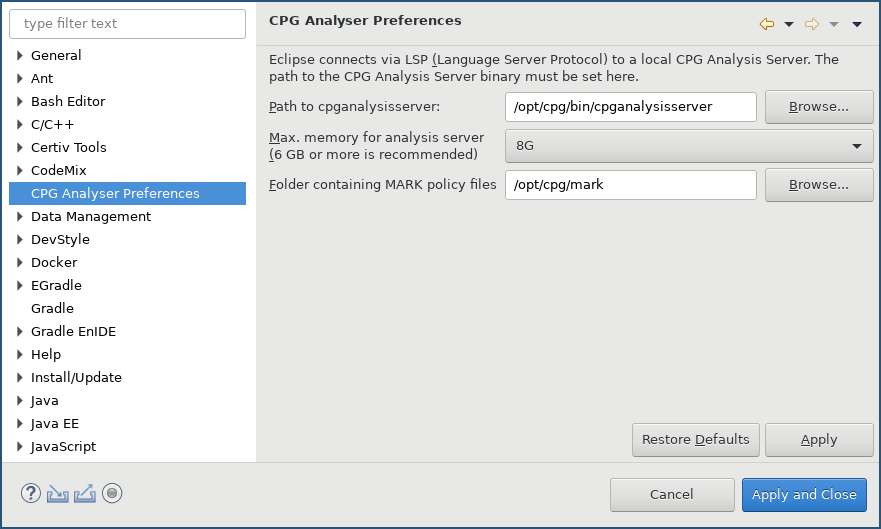 type filter text
General
Ant
Bash Editor
C/C++
Certiv Tools
CodeMix
CPG Analyser Preferences
Data Management
DevStyle
Docker
EGradle
Gradle
Gradle EnIDE
Help
Install/Update
Java
Java EE
JavaScript
CPG Analyser Preferences
Eclipse connects via LSP (Language Server Protocol) to a local CPG Analysis Server. The
path to the CPG Analysis Server binary must be set here.
Path to cpganalysisserver:
/opt/cpg/bin/cpganalysisserver
Browse...
Max. memory for analysis server
(6 GB or more is recommended)
8G
Folder containing MARK policy files
/opt/cpg/mark
Browse...
Restore Defaults
Apply
?
Cancel
Apply and Close